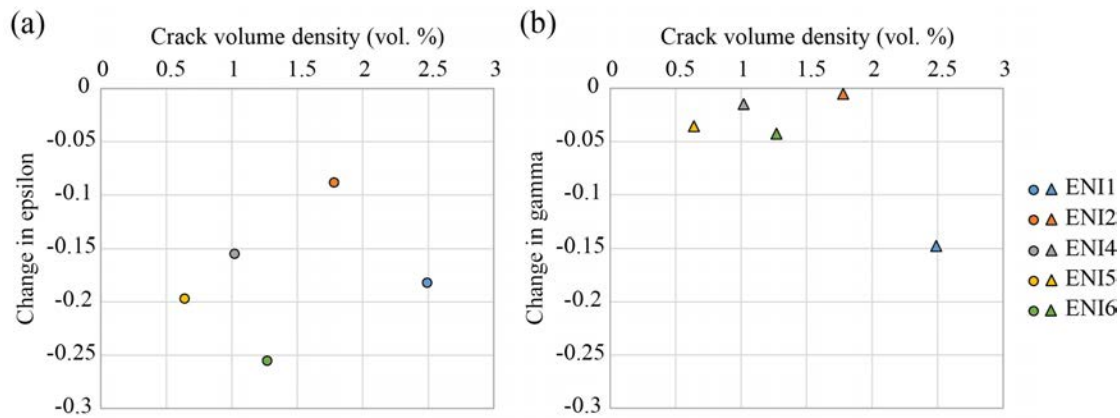 (a)
Crack volume density (vol. %)
0 0.5 1 1.5 2 2.5 3
0
-0.05
-0.1
-0.15
-0.2
-0.25
-0.3
Change in epsilon
(b)
Crack volume density (vol. %)
0 0.5 1 1.5 2 2.5 3
0
-0.05
-0.1
-0.15
-0.2
-0.25
-0.3
Change in gamma
ENI1
ENI2
ENI4
ENI5
ENI6